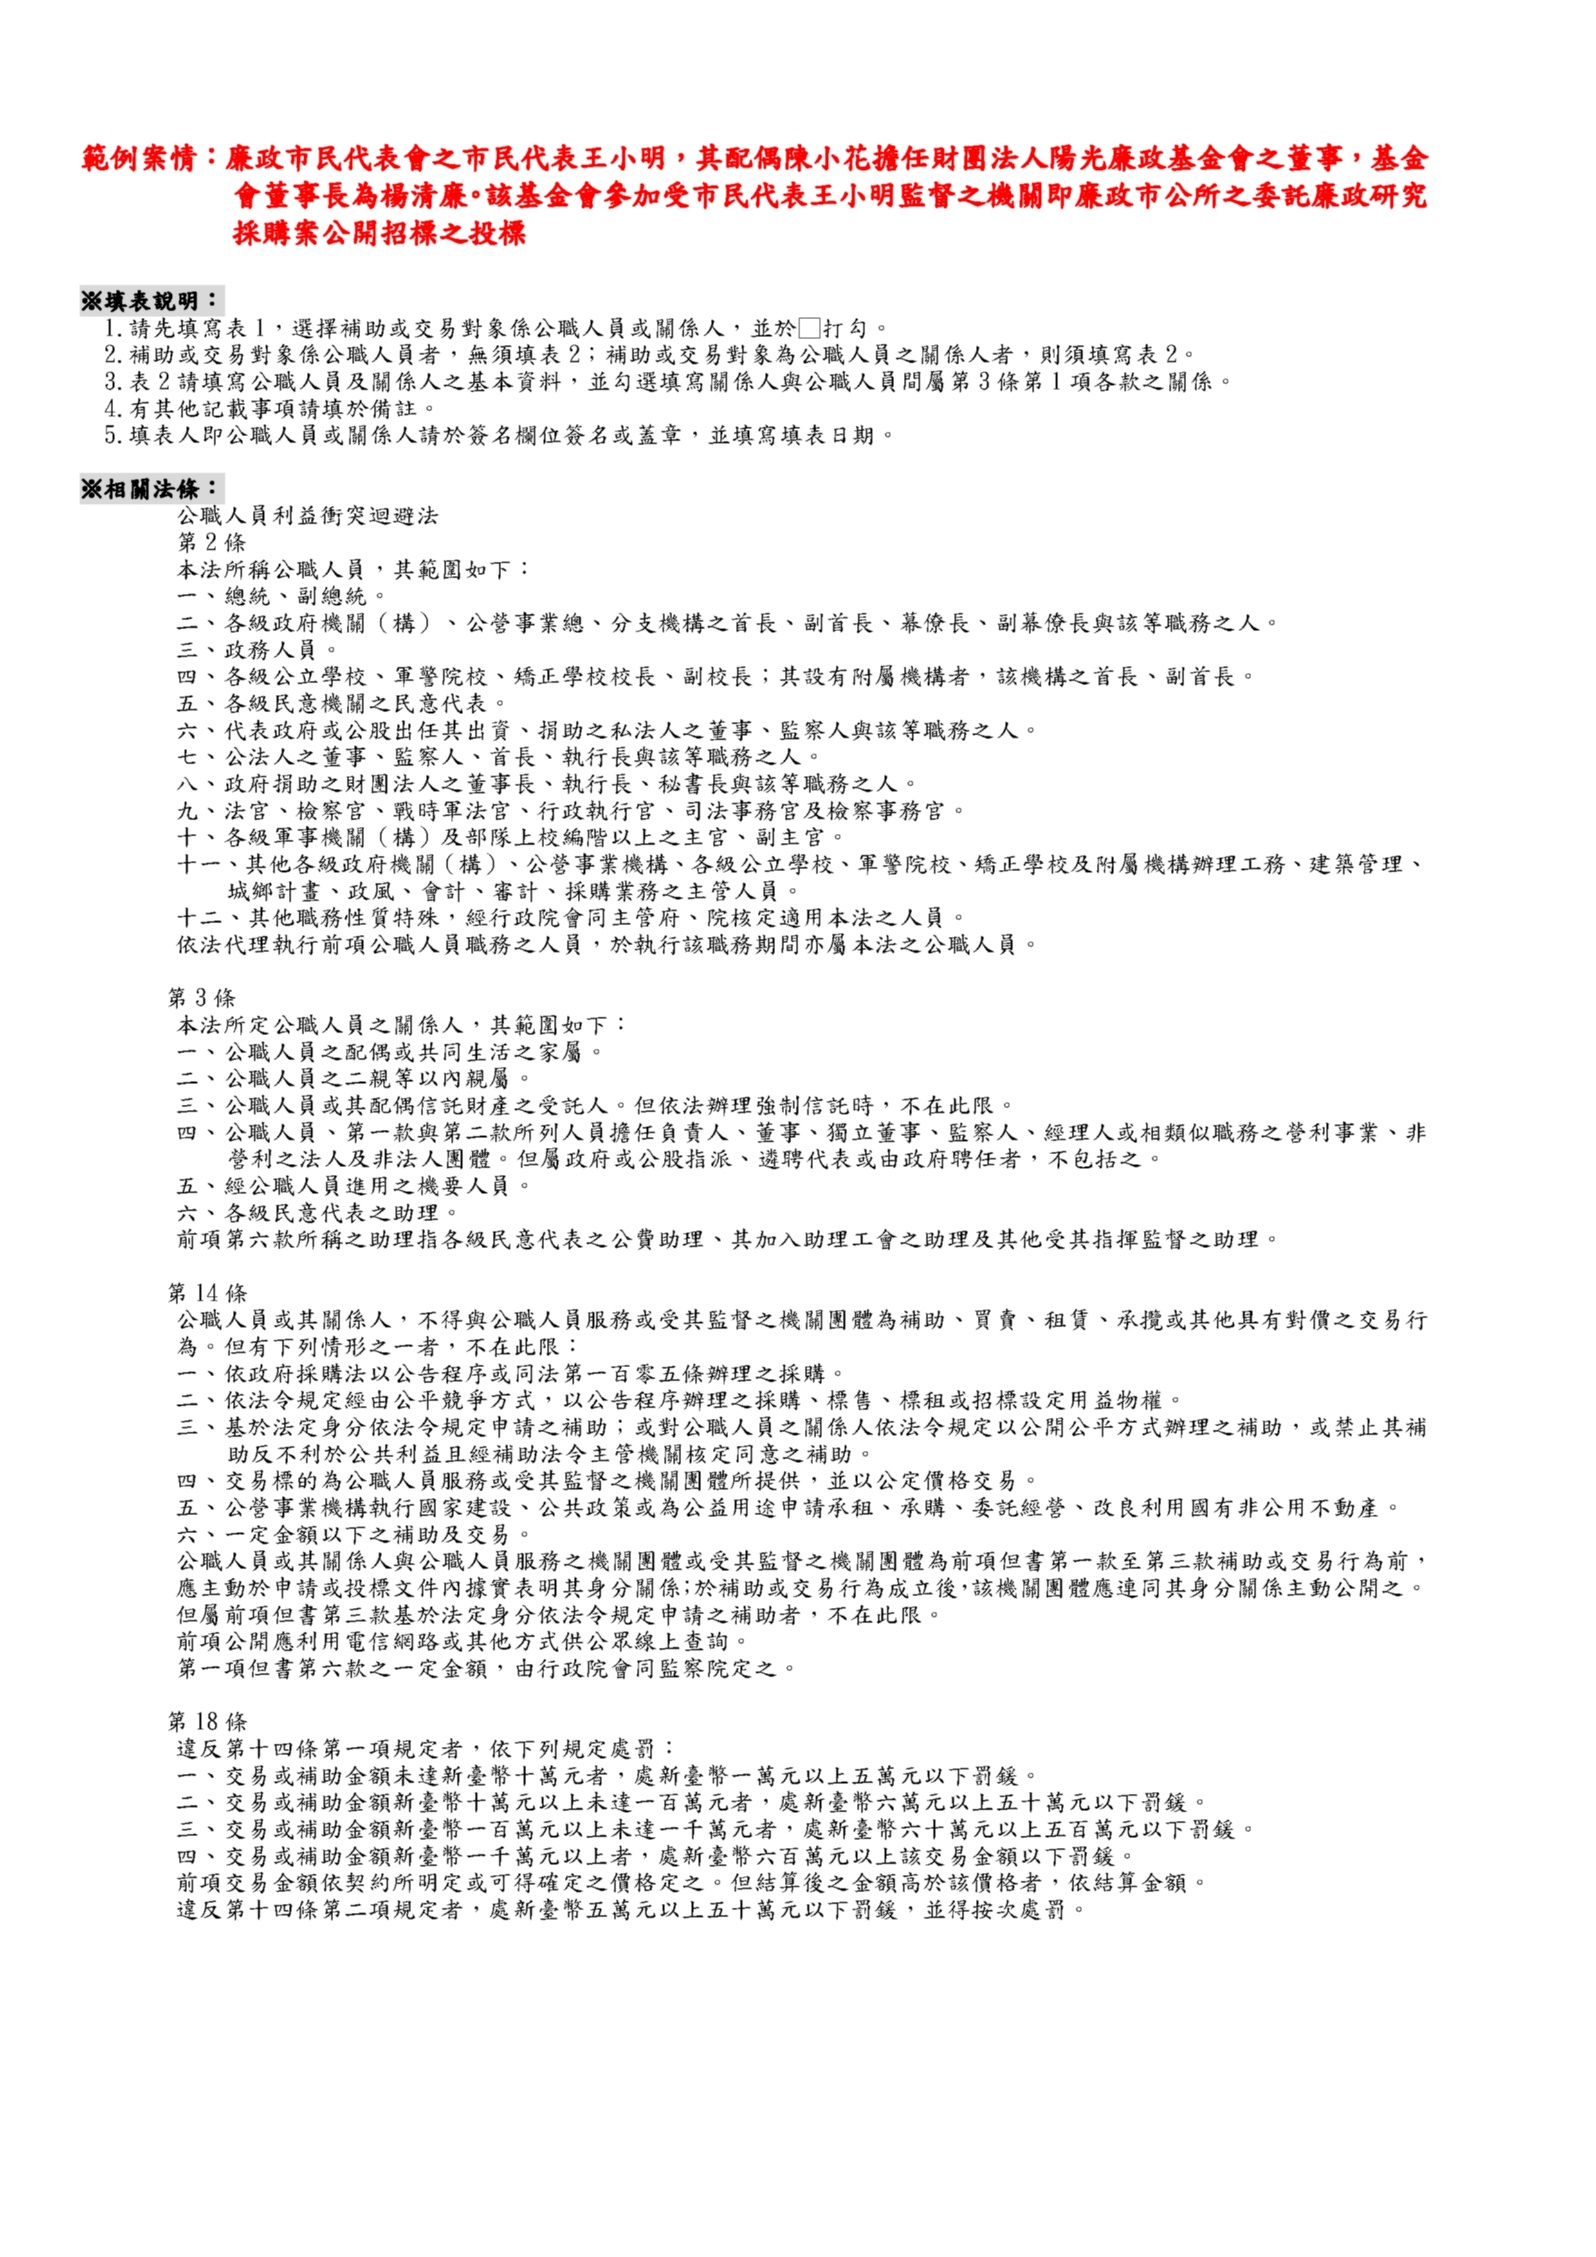 範例案情：廉政市民代表會之市民代表王小明，其配偶陳小花擔任財團法人陽光廉政基金會之董事，基金
會董事長為楊清廉。該基金會參加受市民代表王小明監督之機關即廉政市公所之委託廉政研究
採購案公開招標之投標
※填表說明：
1.請先填寫表1，選擇補助或交易對象係公職人員或關係人，並於□打勾。
2.補助或交易對象係公職人員者，無須填表2；補助或交易對象為公職人員之關係人者，則須填寫表2。
3.表2請填寫公職人員及關係人之基本資料，並勾選填寫關係人與公職人員間屬第3條第1項各款之關係。
4.有其他記載事項請填於備註。
5.填表人即公職人員或關係人請於簽名欄位簽名或蓋章，並填寫填表日期。
※相關法條：
公職人員利益衝突迴避法
第2條
本法所稱公職人員，其範圍如下：
一、總統、副總統。
二、各級政府機關（構）、公營事業總、分支機構之首長、副首長、幕僚長、副幕僚長與該等職務之人。
三、政務人員。
四、各級公立學校、軍警院校、矯正學校校長、副校長；其設有附屬機構者，該機構之首長、副首長。
五、各級民意機關之民意代表。
六、代表政府或公股出任其出資、捐助之私法人之董事、監察人與該等職務之人。
七、公法人之董事、監察人、首長、執行長與該等職務之人。
八、政府捐助之財團法人之董事長、執行長、秘書長與該等職務之人。
九、法官、檢察官、戰時軍法官、行政執行官、司法事務官及檢察事務官。
十、各級軍事機關（構）及部隊上校編階以上之主官、副主官。
十一、其他各級政府機關（構）、公營事業機構、各級公立學校、軍警院校、矯正學校及附屬機構辦理工務、建築管理、
城鄉計畫、政風、會計、審計、採購業務之主管人員。
十二、其他職務性質特殊，經行政院會同主管府、院核定適用本法之人員。
依法代理執行前項公職人員職務之人員，於執行該職務期間亦屬本法之公職人員。
第3條
本法所定公職人員之關係人，其範圍如下：
一、公職人員之配偶或共同生活之家屬。
二、公職人員之二親等以內親屬。
三、公職人員或其配偶信託財產之受託人。但依法辦理強制信託時，不在此限。
四、公職人員、第一款與第二款所列人員擔任負責人、董事、獨立董事、監察人、經理人或相類似職務之營利事業、非
營利之法人及非法人團體。但屬政府或公股指派、遴聘代表或由政府聘任者，不包括之。
五、經公職人員進用之機要人員。
六、各級民意代表之助理。
前項第六款所稱之助理指各級民意代表之公費助理、其加入助理工會之助理及其他受其指揮監督之助理。
第14條
公職人員或其關係人，不得與公職人員服務或受其監督之機關團體為補助、買賣、租賃、承攬或其他具有對價之交易行
為。但有下列情形之一者，不在此限：
一、依政府採購法以公告程序或同法第一百零五條辦理之採購。
二、依法令規定經由公平競爭方式，以公告程序辦理之採購、標售、標租或招標設定用益物權。
三、基於法定身分依法令規定申請之補助；或對公職人員之關係人依法令規定以公開公平方式辦理之補助，或禁止其補
助反不利於公共利益且經補助法令主管機關核定同意之補助。
四、交易標的為公職人員服務或受其監督之機關團體所提供，並以公定價格交易。
五、公營事業機構執行國家建設、公共政策或為公益用途申請承租、承購、委託經營、改良利用國有非公用不動產。
六、一定金額以下之補助及交易。
公職人員或其關係人與公職人員服務之機關團體或受其監督之機關團體為前項但書第一款至第三款補助或交易行為前，
應主動於申請或投標文件內據實表明其身分關係；於補助或交易行為成立後，該機關團體應連同其身分關係主動公開之。
但屬前項但書第三款基於法定身分依法令規定申請之補助者，不在此限。
前項公開應利用電信網路或其他方式供公眾線上查詢。
第一項但書第六款之一定金額，由行政院會同監察院定之。
第18條
違反第十四條第一項規定者，依下列規定處罰：
一、交易或補助金額未達新臺幣十萬元者，處新臺幣一萬元以上五萬元以下罰鍰。
二、交易或補助金額新臺幣十萬元以上未達一百萬元者，處新臺幣六萬元以上五十萬元以下罰鍰。
三、交易或補助金額新臺幣一百萬元以上未達一千萬元者，處新臺幣六十萬元以上五百萬元以下罰鍰。
四、交易或補助金額新臺幣一千萬元以上者，處新臺幣六百萬元以上該交易金額以下罰鍰。
前項交易金額依契約所明定或可得確定之價格定之。但結算後之金額高於該價格者，依結算金額。
違反第十四條第二項規定者，處新臺幣五萬元以上五十萬元以下罰鍰，並得按次處罰。